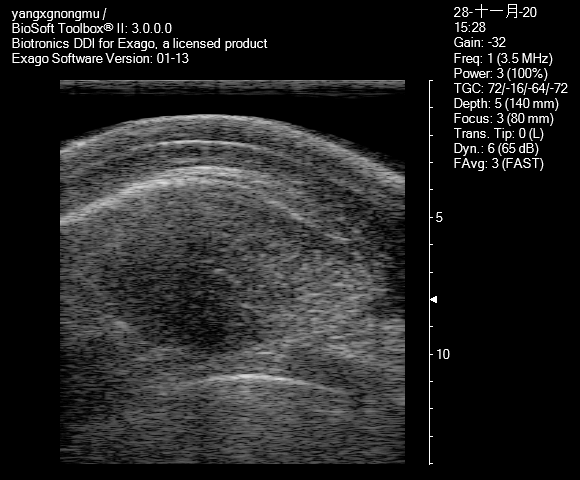 yangxgnongmu /
BioSoft Toolbox® II: 3.0.0.0
Biotronics DDI for Exago, a licensed product
Exago Software Version: 01-13
28-十一月-20
15:28
Gain: -32
Freq: 1 (3.5 MHz)
Power: 3 (100%)
TGC: 72/-16/-64/-72
Depth: 5 (140 mm)
Focus: 3 (80 mm)
Trans. Tip: 0 (L)
Dyn.: 6 (65 dB)
FAvg: 3 (FAST)
5
10